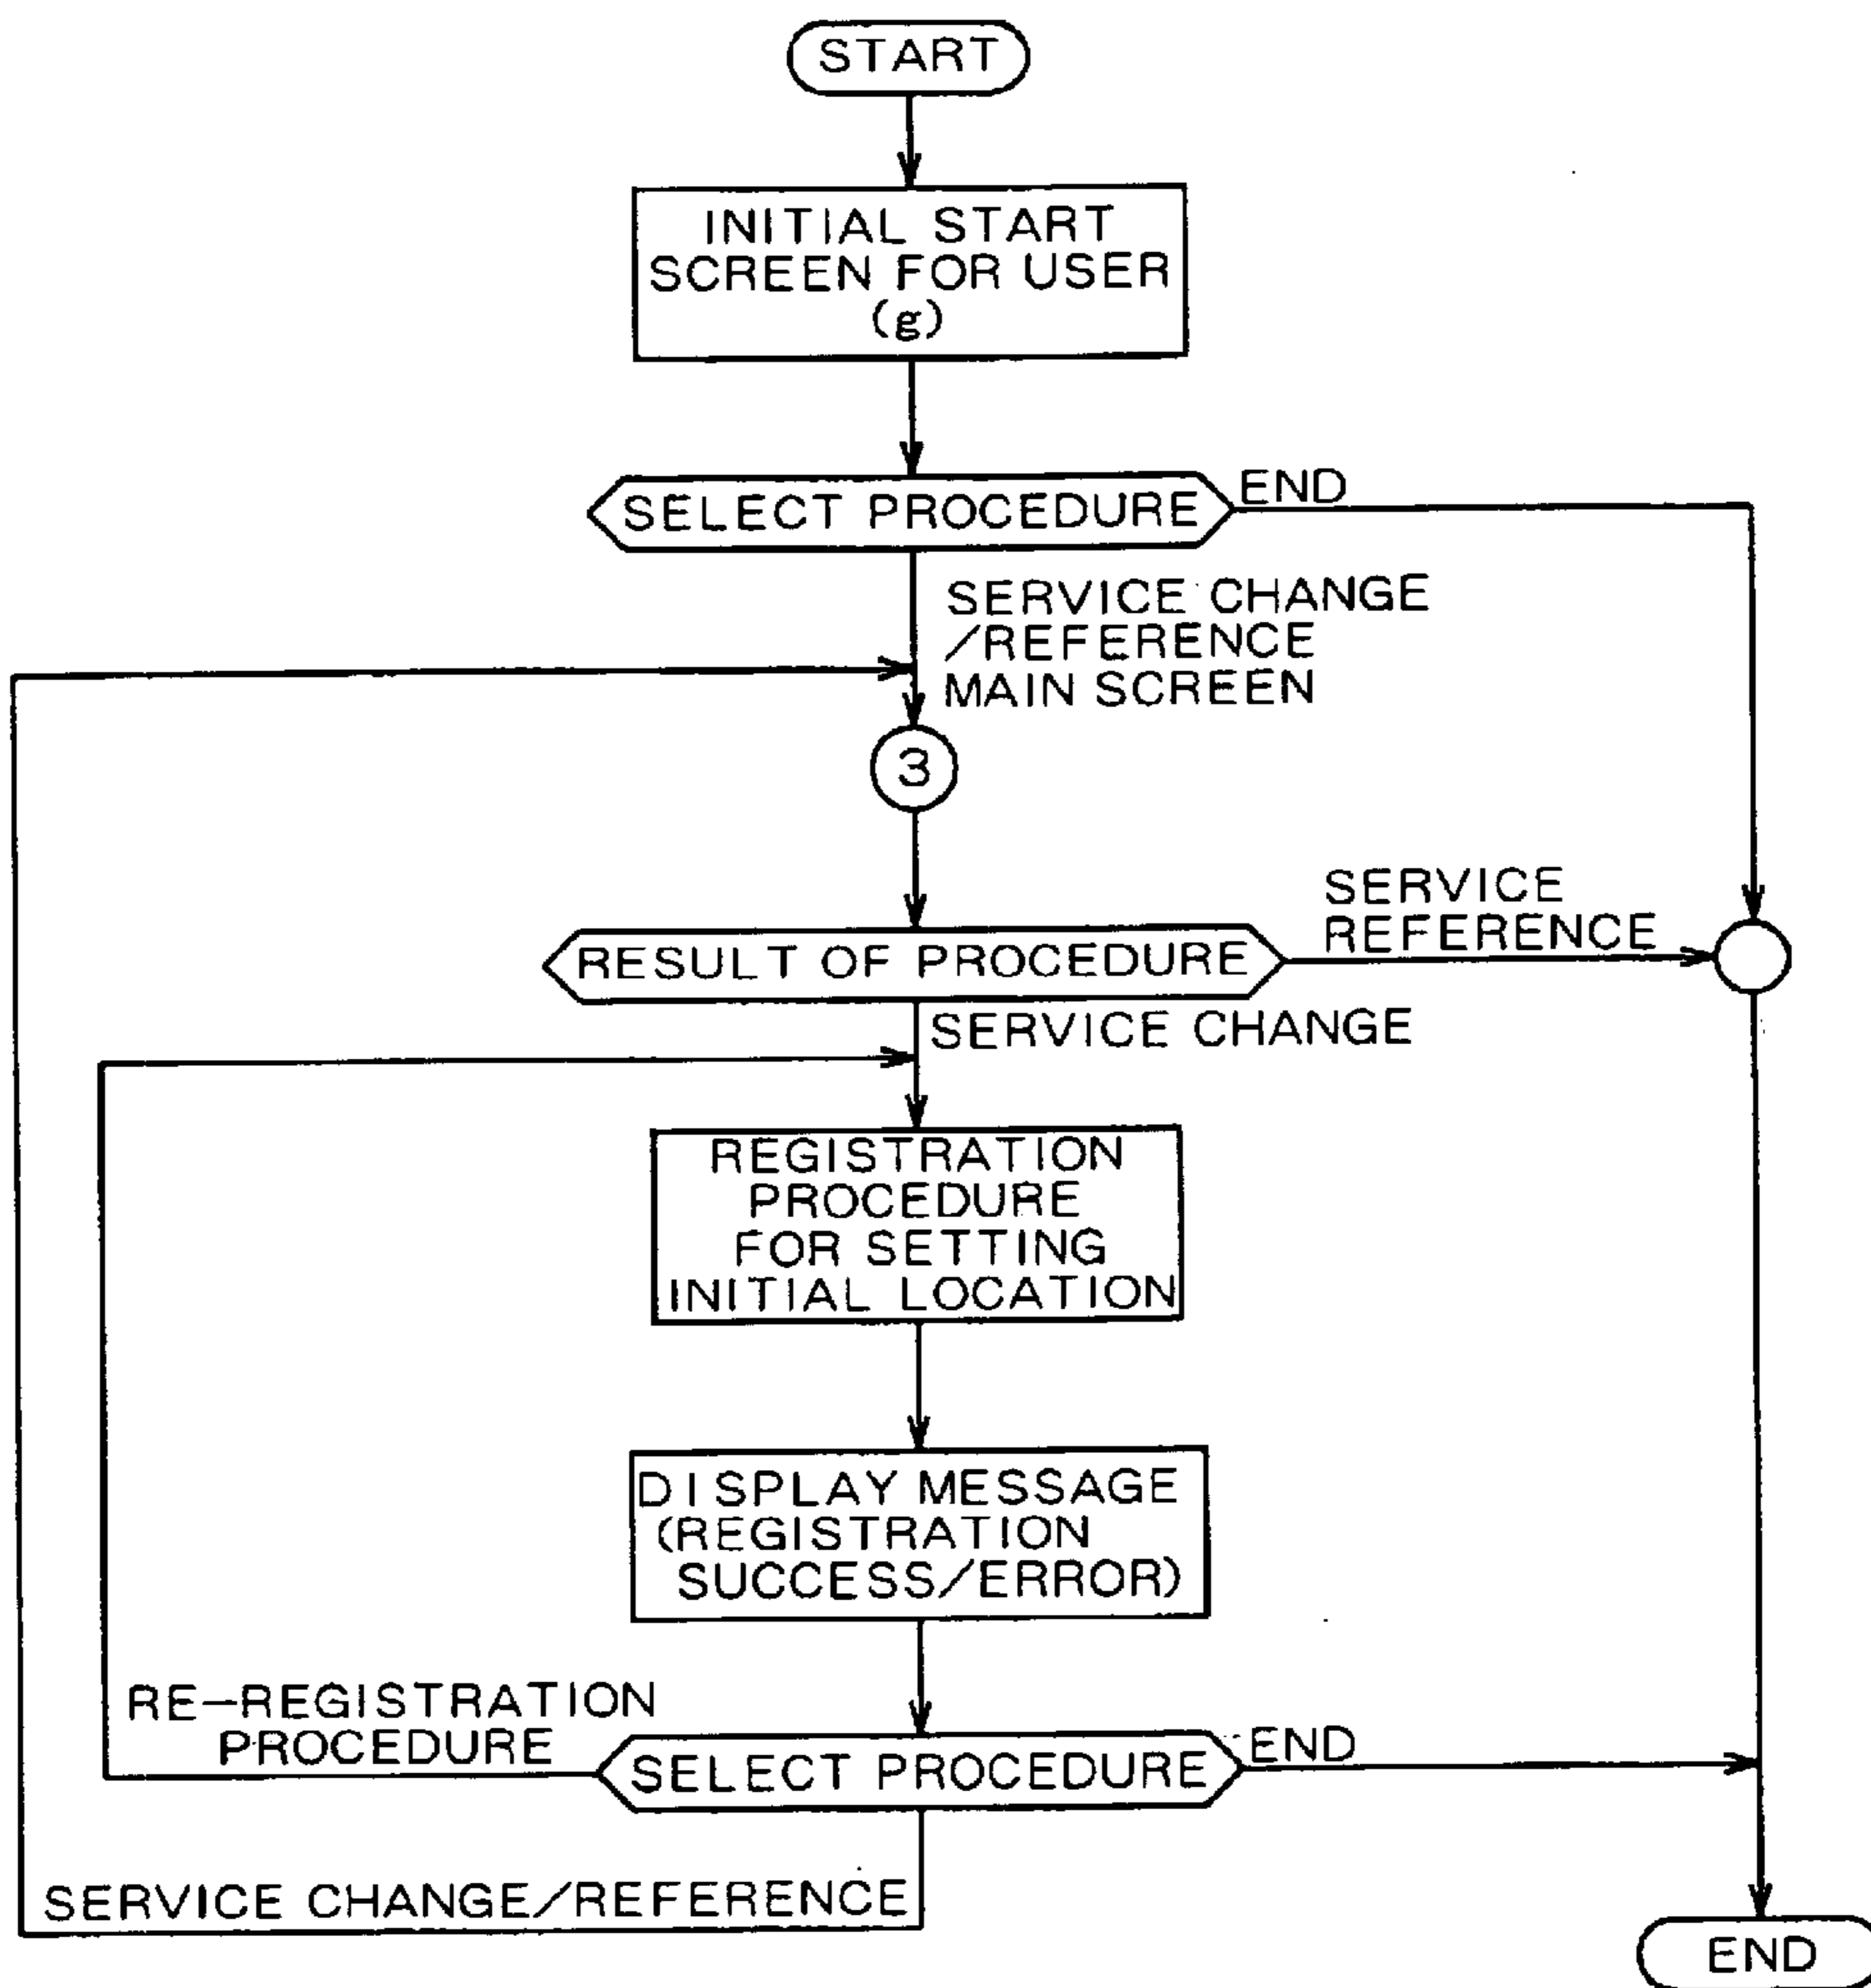 START
INITIAL START
SCREEN FOR USER
(g)
SELECT PROCEDURE
END
SERVICE CHANGE
/REFERENCE
MAIN SCREEN
3
SERVICE
REFERENCE
RESULT OF PROCEDURE
SERVICE CHANGE
REGISTRATION
PROCEDURE
FOR SETTING
INITIAL LOCATION
DISPLAY MESSAGE
(REGISTRATION
SUCCESS/ERROR)
RE-REGISTRATION
PROCEDURE
SELECT PROCEDURE
END
SERVICE CHANGE/REFERENCE
END